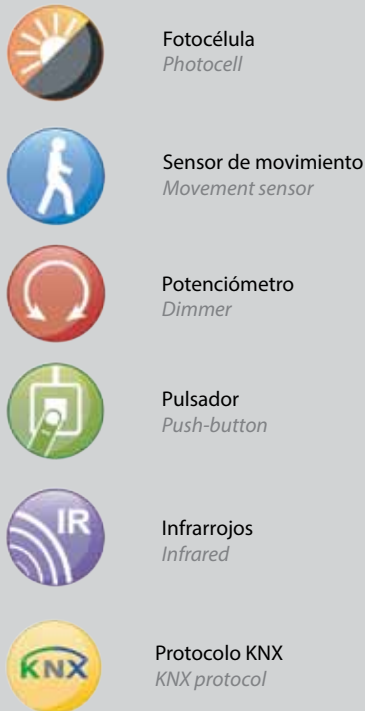 Fotocélula
Photocell
Sensor de movimiento
Movement sensor
Potenciómetro
Dimmer
Pulsador
Push-button
IR
Infrarrojos
Infrared
KNX
Protocolo KNX
KNX protocol